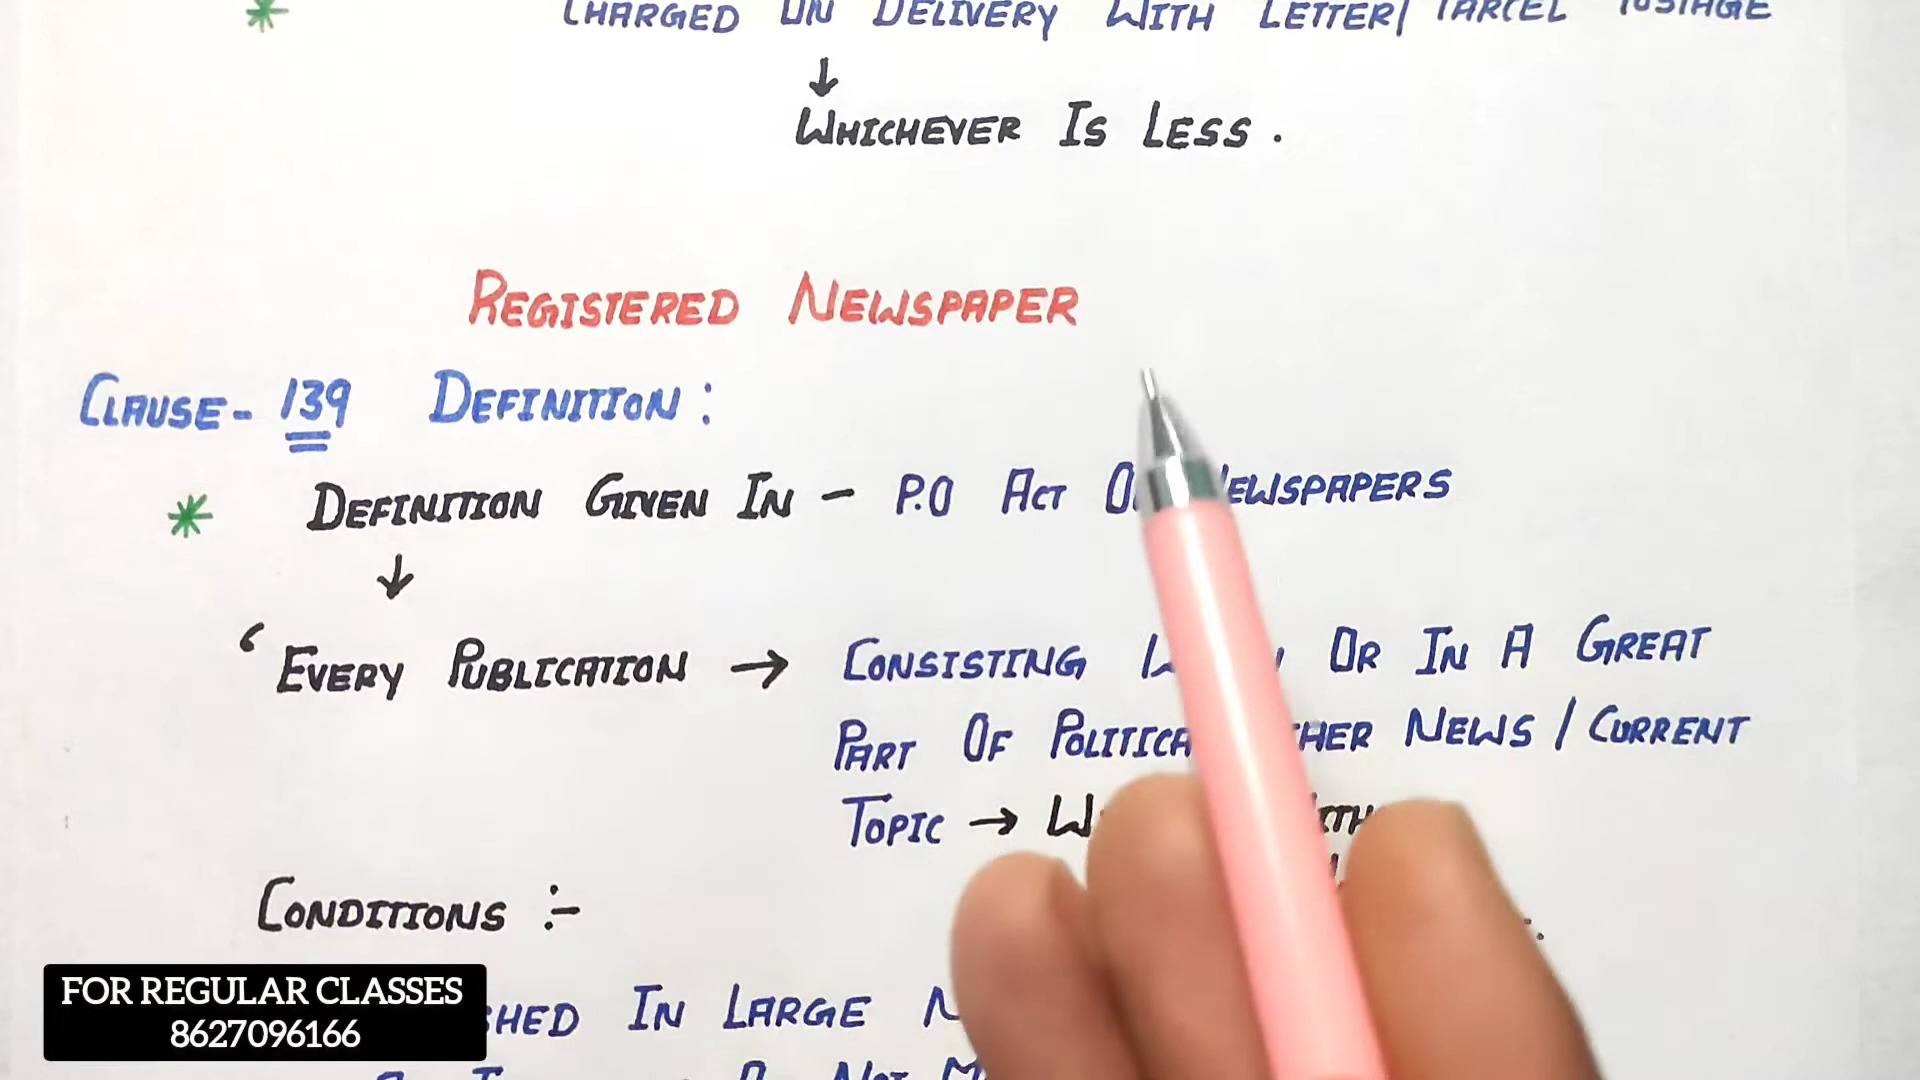 CHARGED ON DELIVERY WITH LETTER/ PARCEL POSTAGE
↓
WHICHEVER IS LESS.
REGISTERED NEWSPAPER
CLAUSE- 139 DEFINITION:
* DEFINITION GIVEN IN - P.O ACT NEWSPAPERS
↓
‘EVERY PUBLICATION → CONSISTING OR IN A GREAT
PART OF NEWS / CURRENT
TOPIC →
CONDITIONS :-
IN LARGE
FOR REGULAR CLASSES
8627096166